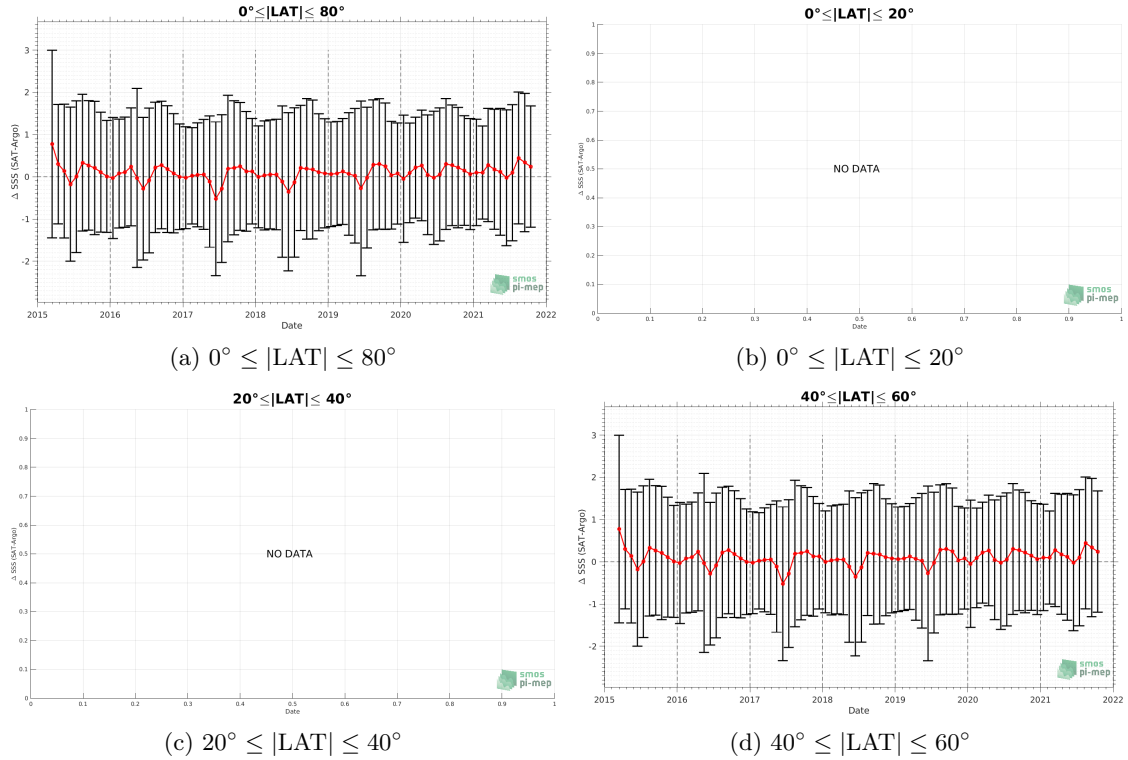 0°≤|LAT|≤ 80°
3
2
1
0
-1
-2
Δ SSS (SAT-Argo)
2015 2016 2017 2018 2019 2020 2021 2022
Date
smos
pi-mep
(a) 0° ≤ |LAT| ≤ 80°
0°≤|LAT|≤ 20°
1
0.9
0.8
0.7
0.6
0.5
0.4
0.3
0.2
0.1
0
Δ SSS (SAT-Argo)
NO DATA
0 0.1 0.2 0.3 0.4 0.5 0.6 0.7 0.8 0.9 1
Date
smos
pi-mep
(b) 0° ≤ |LAT| ≤ 20°
20°≤|LAT|≤ 40°
1
0.9
0.8
0.7
0.6
0.5
0.4
0.3
0.2
0.1
0
Δ SSS (SAT-Argo)
NO DATA
0 0.1 0.2 0.3 0.4 0.5 0.6 0.7 0.8 0.9 1
Date
smos
pi-mep
(c) 20° ≤ |LAT| ≤ 40°
40°≤|LAT|≤ 60°
3
2
1
0
-1
-2
Δ SSS (SAT-Argo)
2015 2016 2017 2018 2019 2020 2021 2022
Date
smos
pi-mep
(d) 40° ≤ |LAT| ≤ 60°